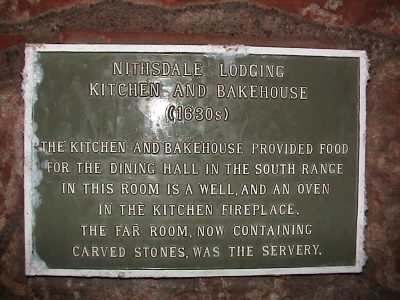 NITHSDALE LODGING
KITCHEN AND BAKEHOUSE
(1630s)
THE KITCHEN AND BAKEHOUSE PROVIDED FOOD
FOR THE DINING HALL IN THE SOUTH RANGE
IN THIS ROOM IS A WELL, AND AN OVEN
IN THE KITCHEN FIREPLACE.
THE FAR ROOM, NOW CONTAINING
CARVED STONES, WAS THE SERVERY.